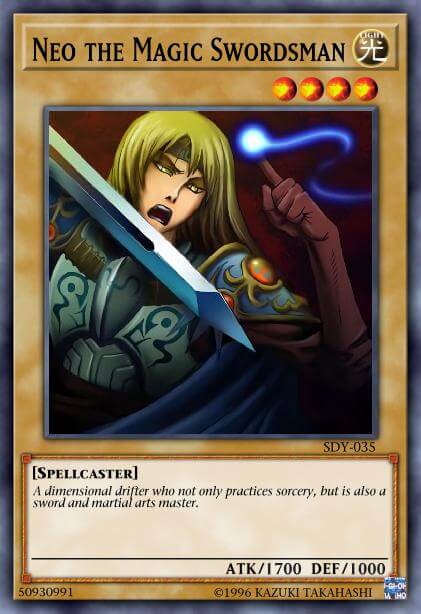 NEO THE MAGIC SWORDSMAN
LIGHT
光
SDY-035
[SPELLCASTER]
A dimensional drifter who not only practices sorcery, but is also a
sword and martial arts master.
ATK/1700 DEF/1000
50930991
©1996 KAZUKI TAKAHASHI